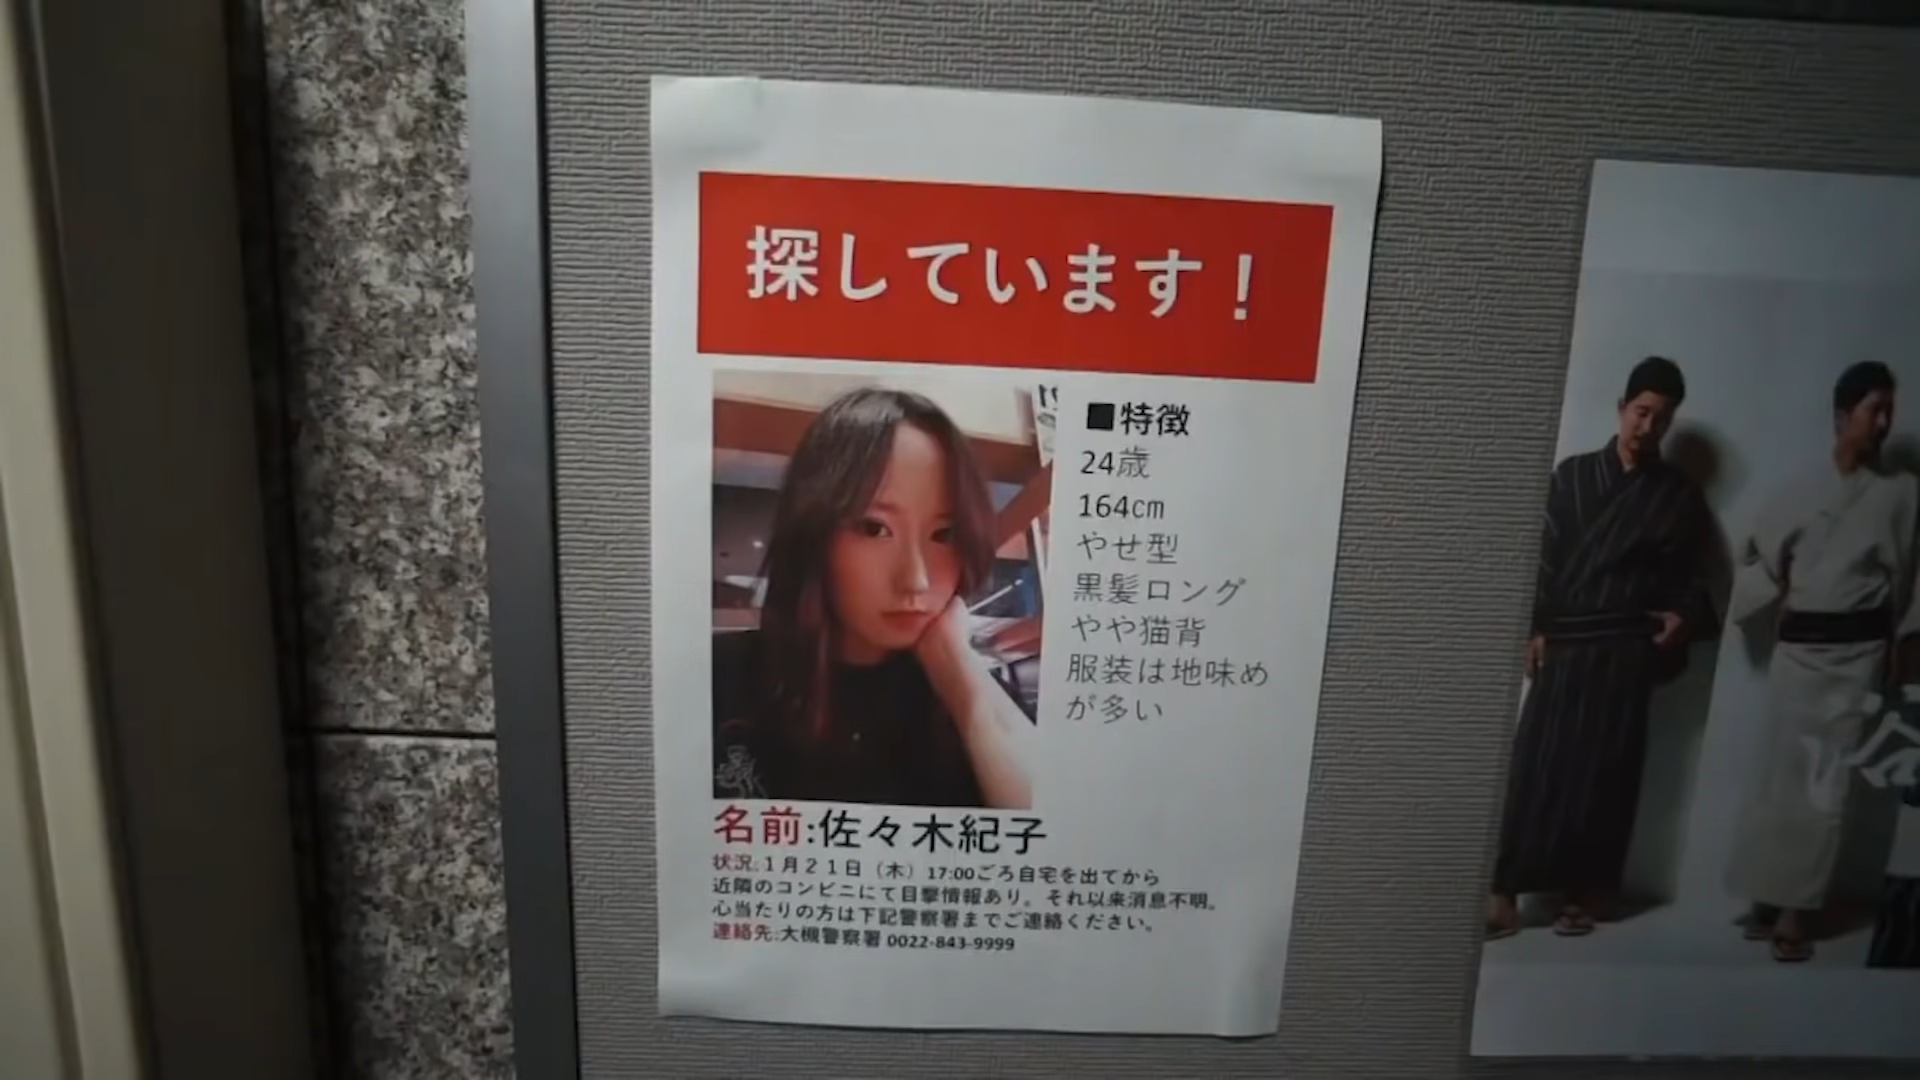 探しています!
■特徴
24歳
164cm
やせ型
黒髪ロング
やや猫背
服装は地味め
が多い
名前:佐々木紀子
状況:1月21日(木)17:00ごろ自宅を出てから
近隣のコンビニにて目撃情報あり。それ以来消息不明。
心当たりの方は下記警察署までご連絡ください。
連絡先:大槻警察署 0022-843-9999